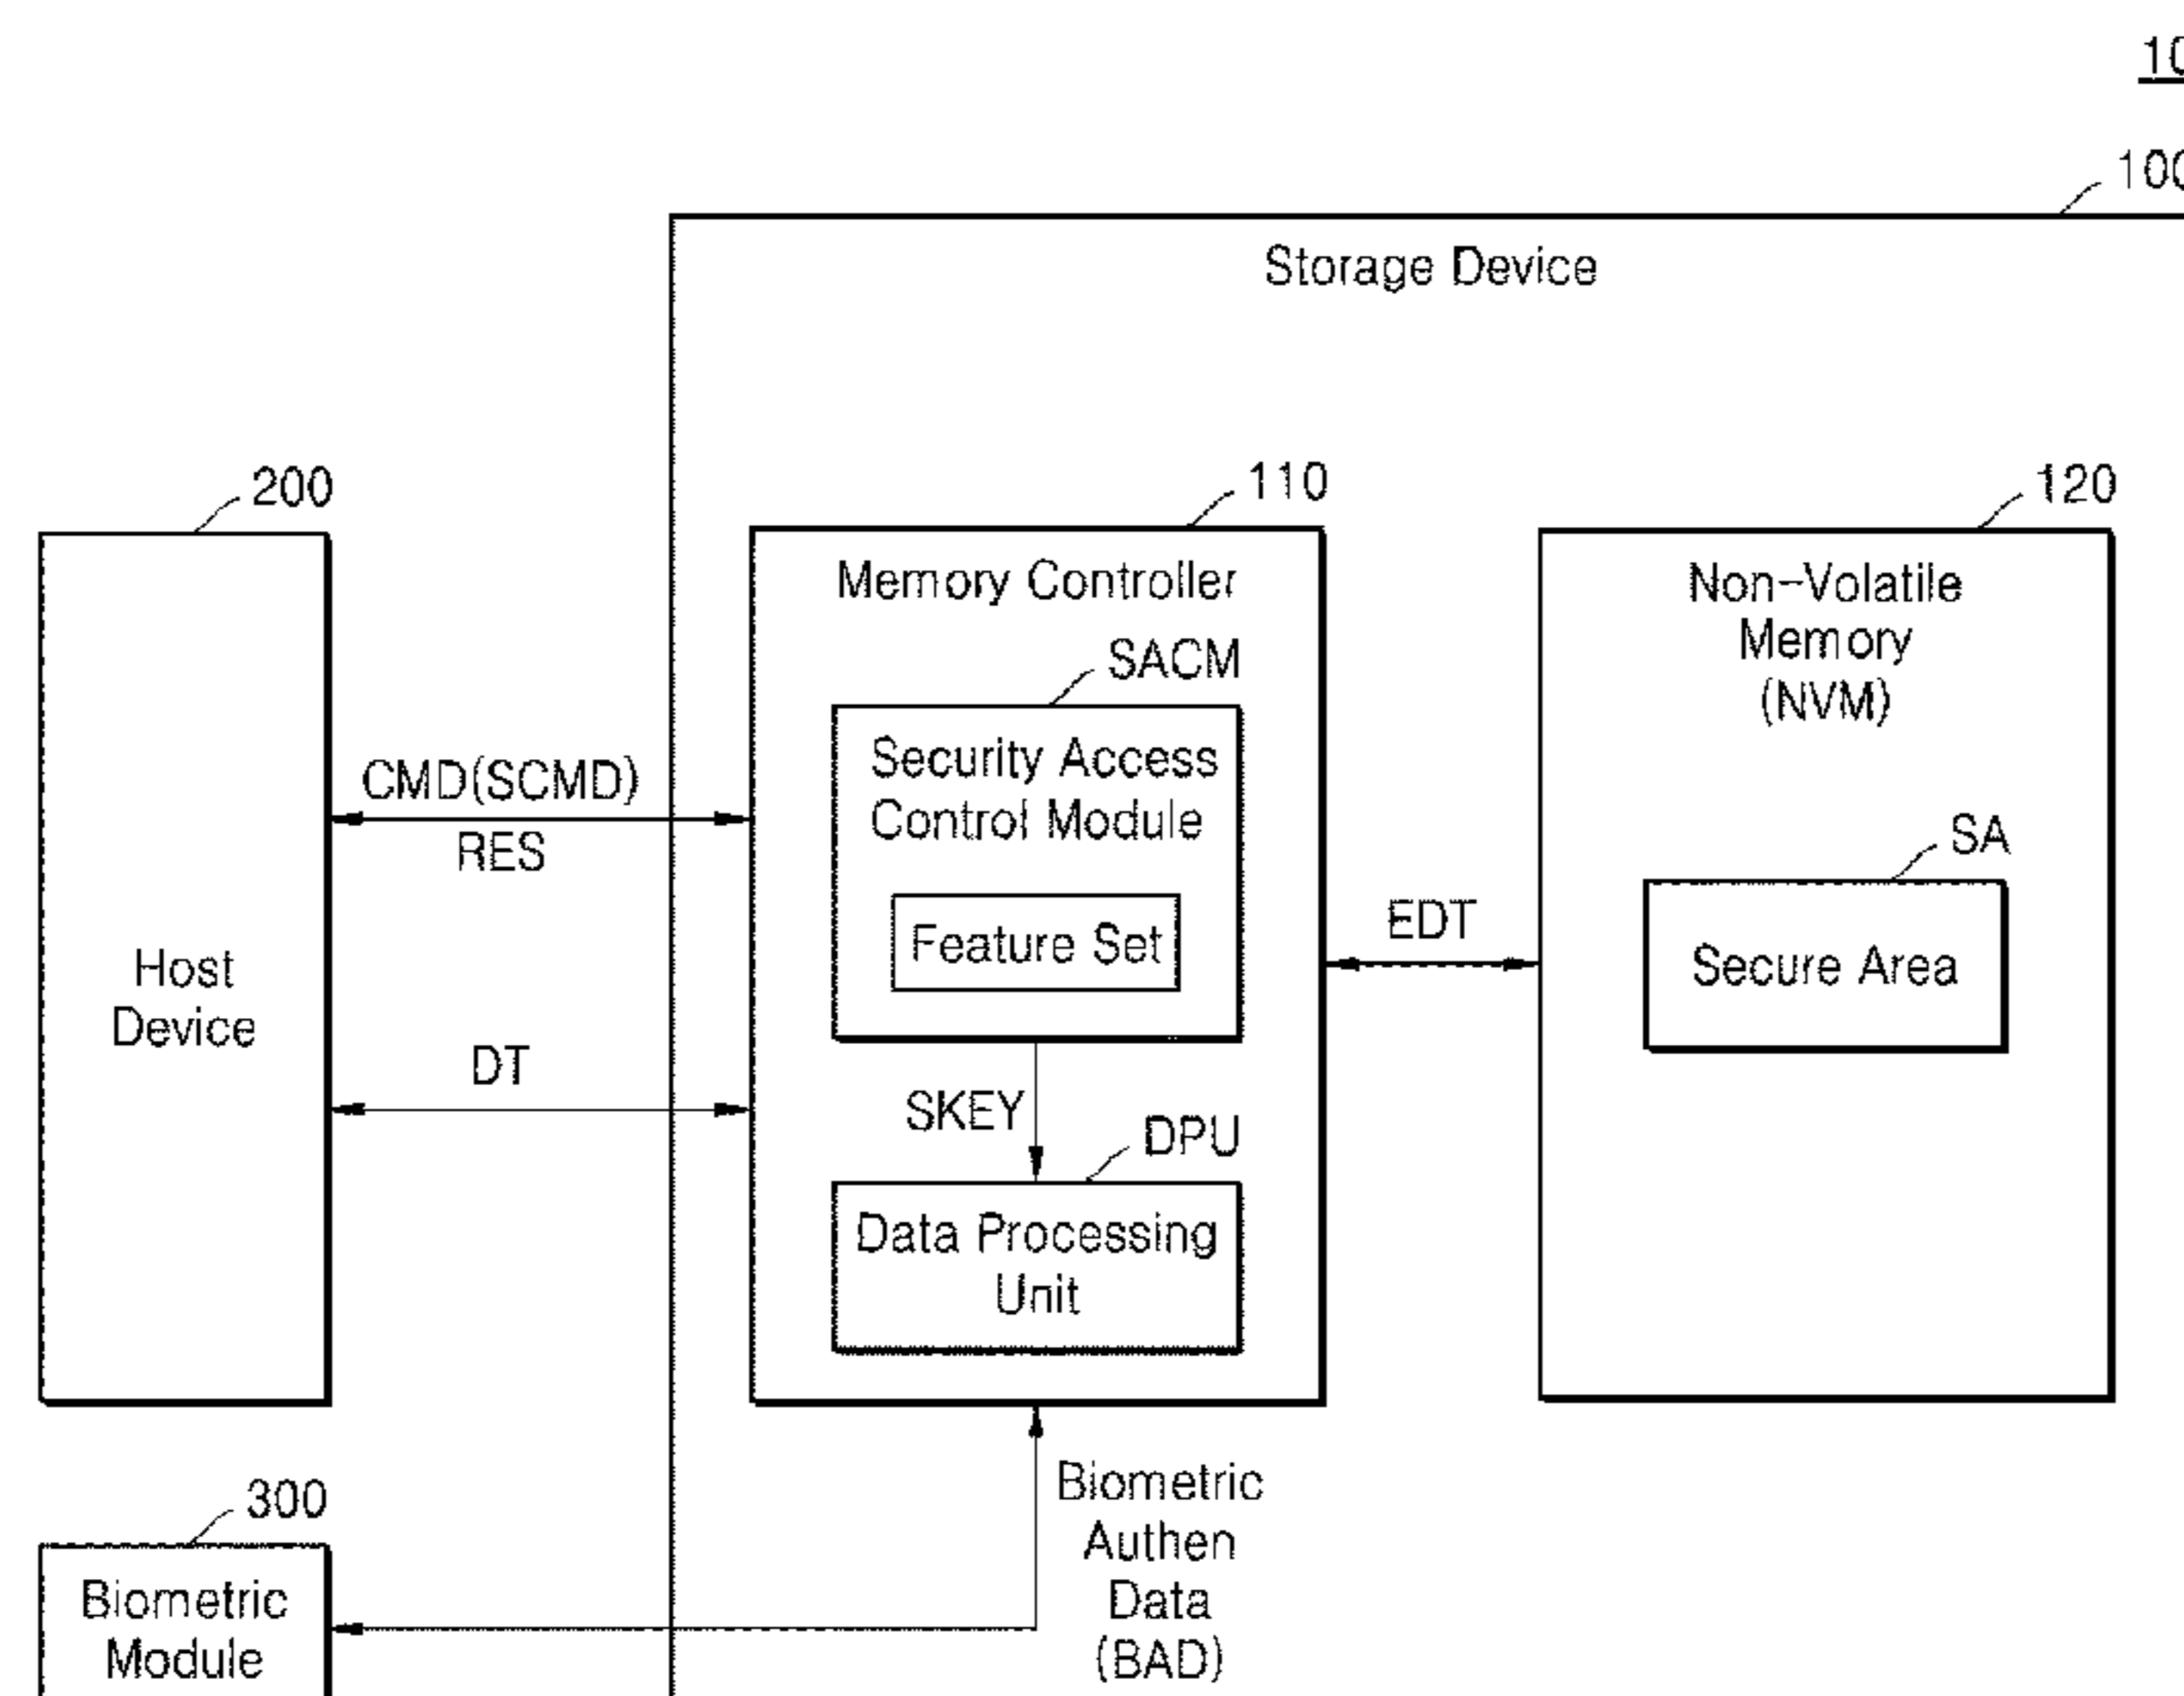 10
100
Storage Device
200
110
120
Memory Controller
Non-Volatile
Memory
(NVM)
SACM
Security Access
Control Module
CMD(SCMD)
RES
SA
Feature Set
EDT
Secure Area
Host
Device
DT
SKEY
DPU
Data Processing
Unit
300
Biometric
Module
Biometric
Authen
Data
(BAD)